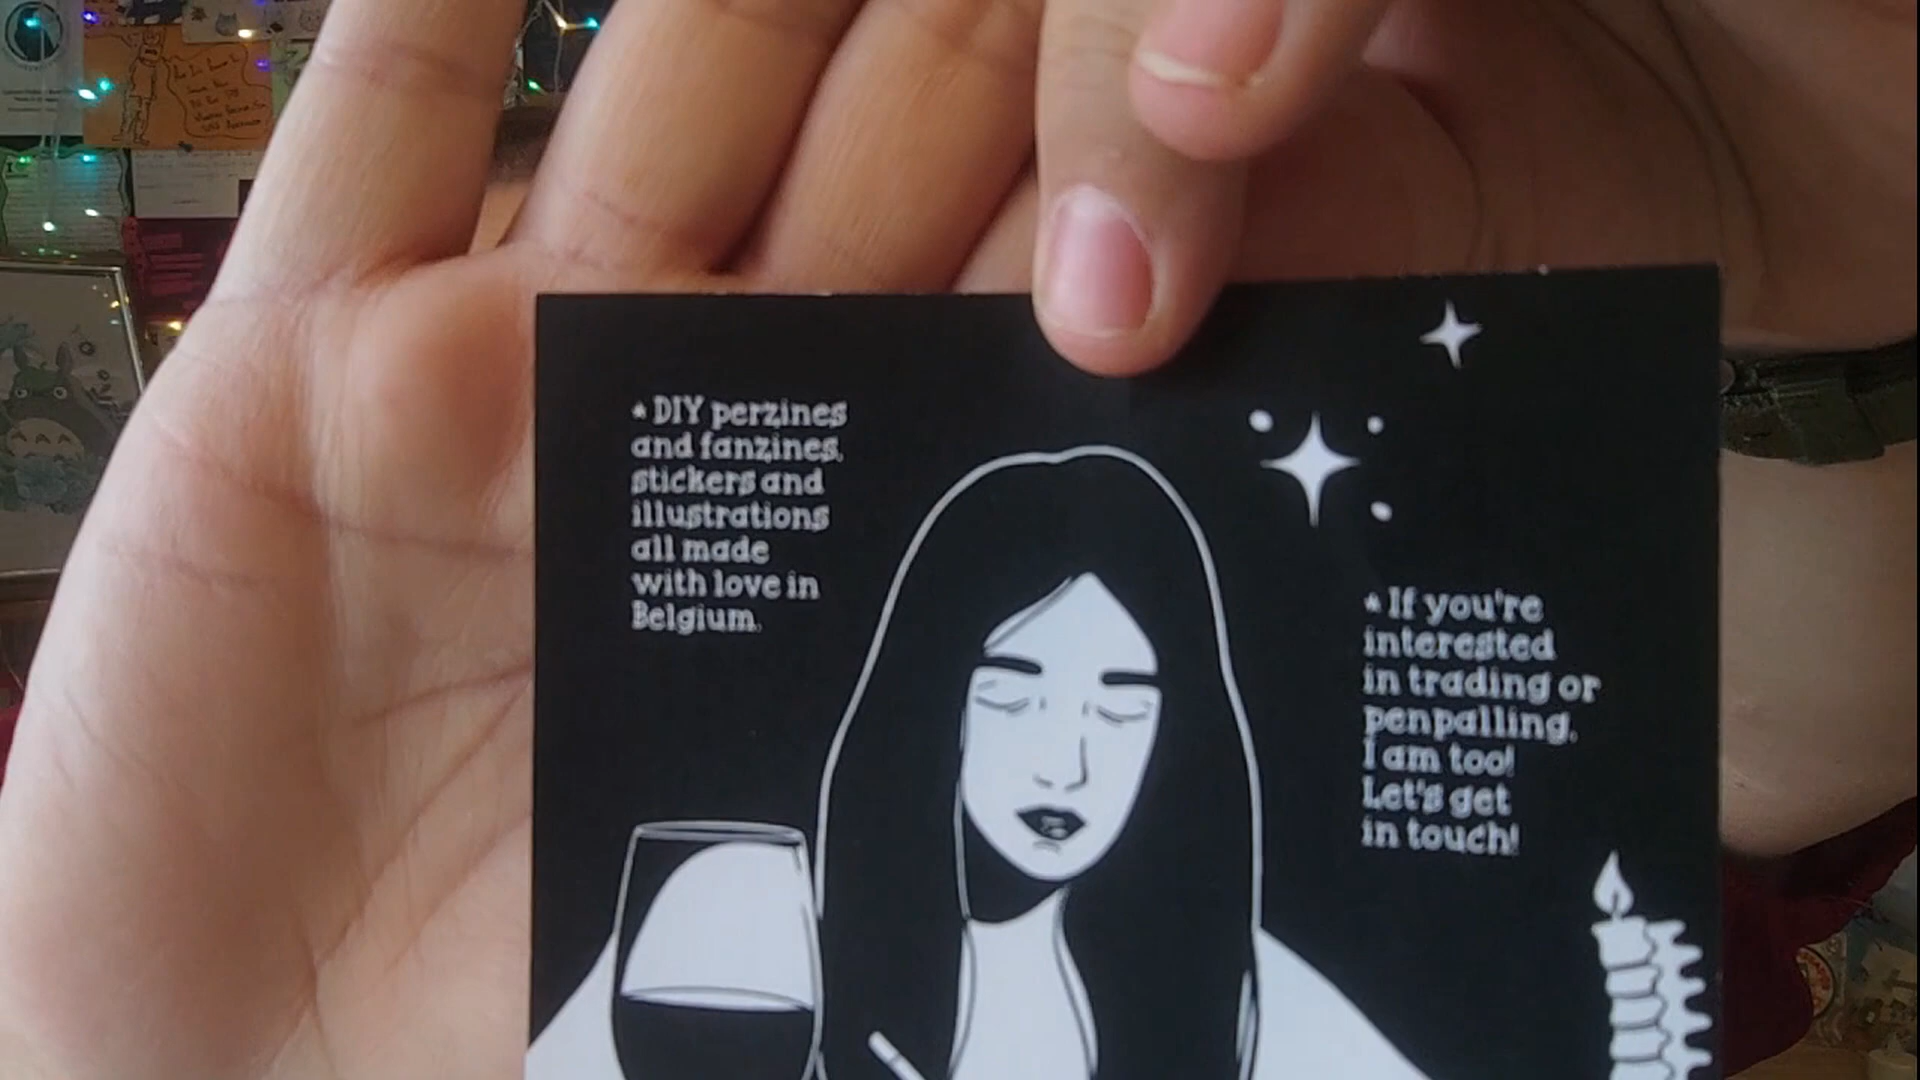 * DIY perzines
and fanzines,
stickers and
illustrations
all made
with love in
Belgium.
* If you're
interested
in trading or
penpalling,
I am too!
Let's get
in touch!